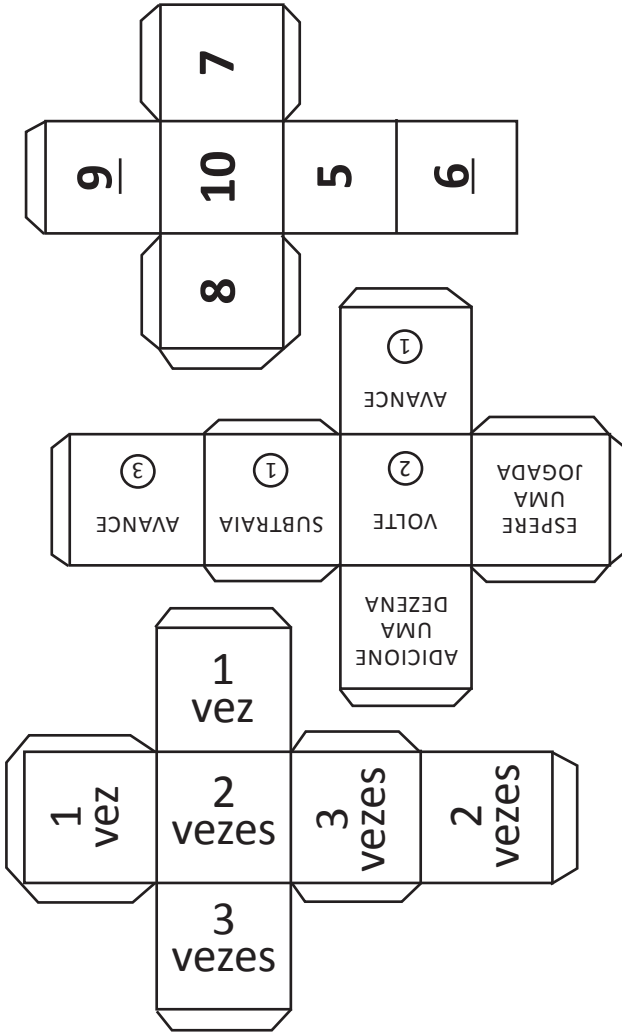 7
9
10
5
6
8
AVANCE
1
AVANCE
3
SUBTRAIA
1
VOLTE
2
ESPERE
UMA
JOGADA
ADICIONE
UMA
DEZENA
1
vez
1
vez
2
vezes
3
vezes
2
vezes
3
vezes